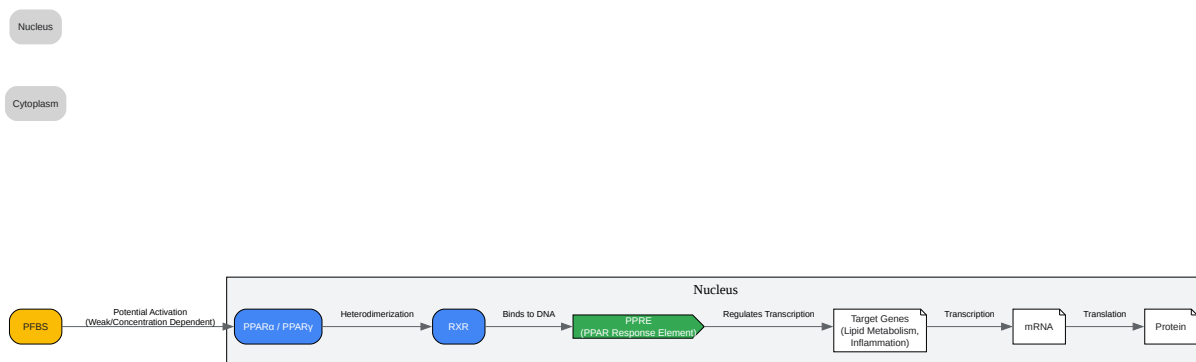 Nucleus
Cytoplasm
Nucleus
PFBS
Potential Activation
(Weak/Concentration Dependent)
PPARα / PPARγ
Heterodimerization
RXR
Binds to DNA
PPRE
(PPAR Response Element)
Regulates Transcription
Target Genes
(Lipid Metabolism,
Inflammation)
Transcription
mRNA
Translation
Protein